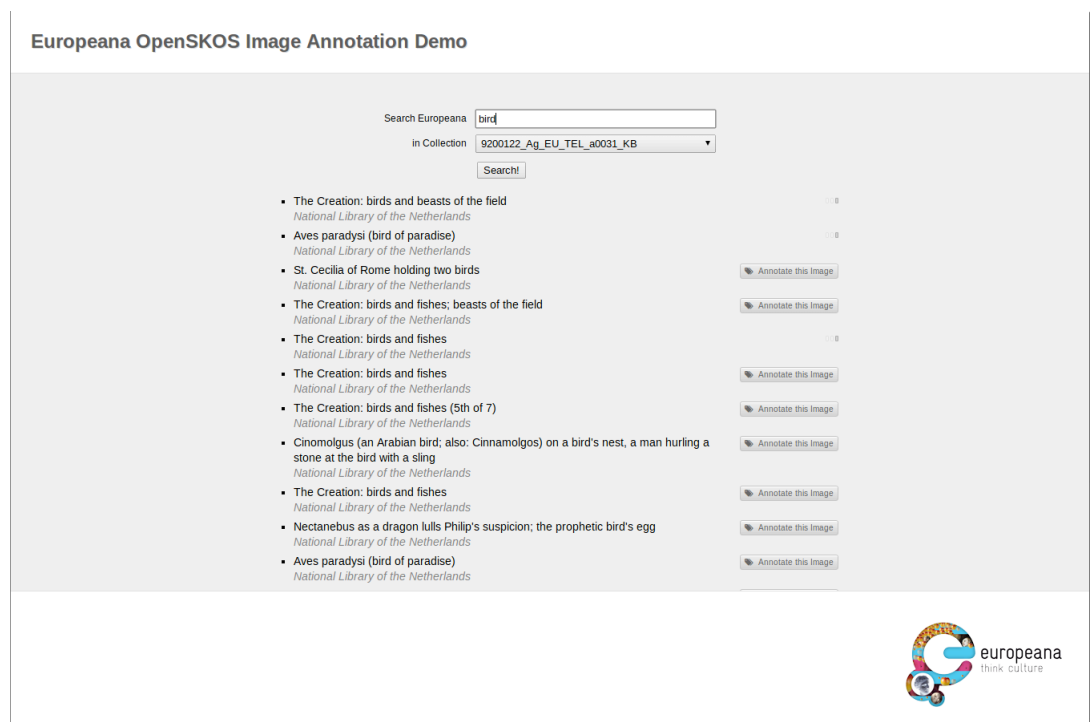 Europeana OpenSKOS Image Annotation Demo
Search Europeana bird
in Collection 9200122_Ag_EU_TEL_a0031_KB
Search!
The Creation: birds and beasts of the field
National Library of the Netherlands
Aves paradysi (bird of paradise)
National Library of the Netherlands
St. Cecilia of Rome holding two birds Annotate this Image
National Library of the Netherlands
The Creation: birds and fishes; beasts of the field Annotate this Image
National Library of the Netherlands
The Creation: birds and fishes
National Library of the Netherlands
The Creation: birds and fishes Annotate this Image
National Library of the Netherlands
The Creation: birds and fishes (5th of 7) Annotate this Image
National Library of the Netherlands
Cinomolgus (an Arabian bird; also: Cinnamolgos) on a bird's nest, a man hurling a Annotate this Image
stone at the bird with a sling
National Library of the Netherlands
The Creation: birds and fishes Annotate this Image
National Library of the Netherlands
Nectanebus as a dragon lulls Philip's suspicion; the prophetic bird's egg Annotate this Image
National Library of the Netherlands
Aves paradysi (bird of paradise) Annotate this Image
National Library of the Netherlands
europeana
think culture